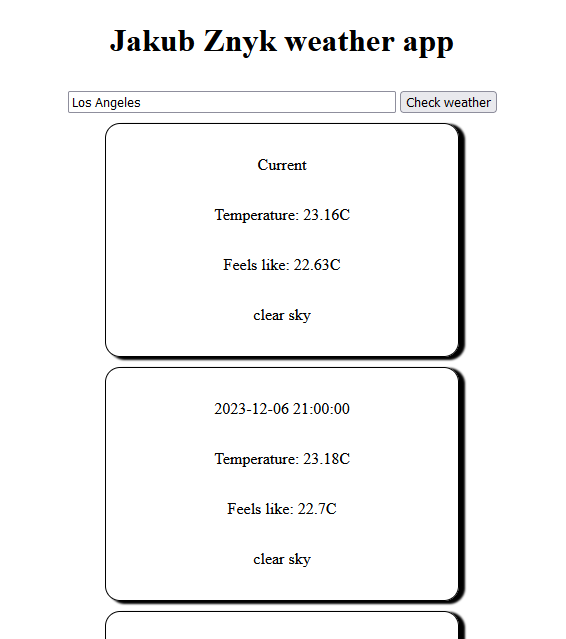 Jakub Znyk weather app
Los Angeles
Check weather
Current
Temperature: 23.16C
Feels like: 22.63C
clear sky
2023-12-06 21:00:00
Temperature: 23.18C
Feels like: 22.7C
clear sky